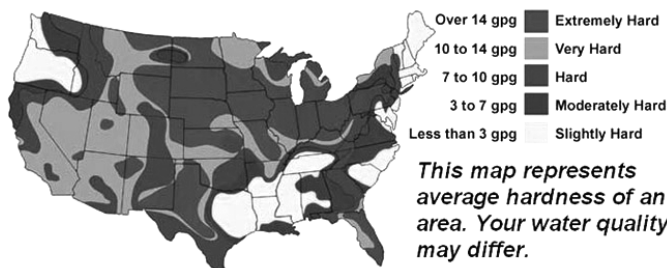 Over 14 gpg Extremely Hard
10 to 14 gpg Very Hard
7 to 10 gpg Hard
3 to 7 gpg Moderately Hard
Less than 3 gpg Slightly Hard
This map represents
average hardness of an
area. Your water quality
may differ.